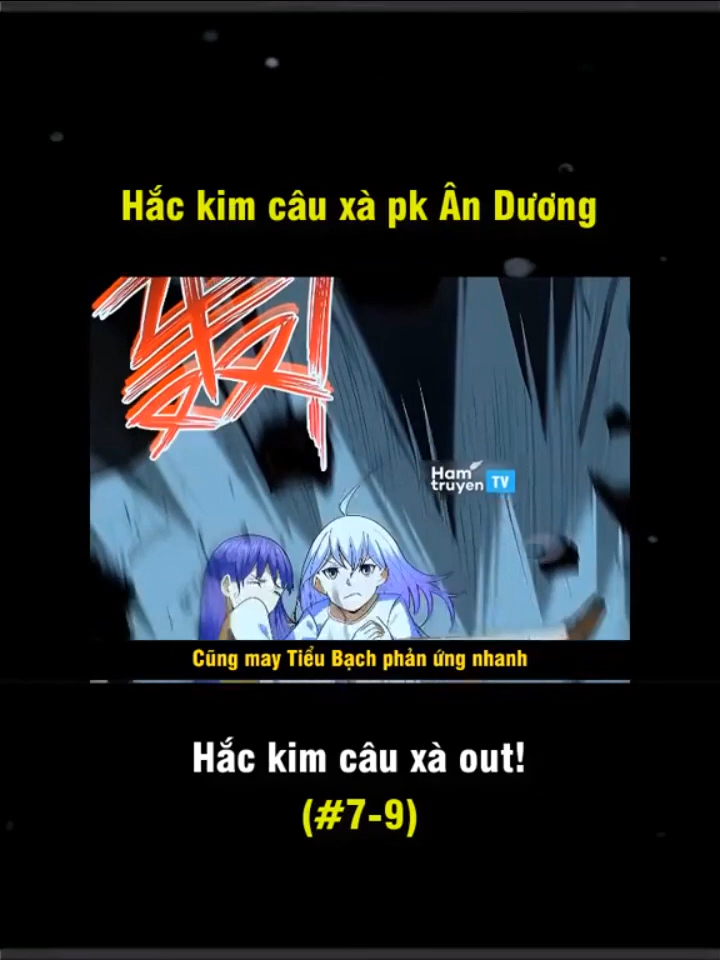 Hắc kim câu xà pk Ân Dương
Ham
truyen TV
Cũng may Tiểu Bạch phản ứng nhanh
Hắc kim câu xà out!
(#7-9)